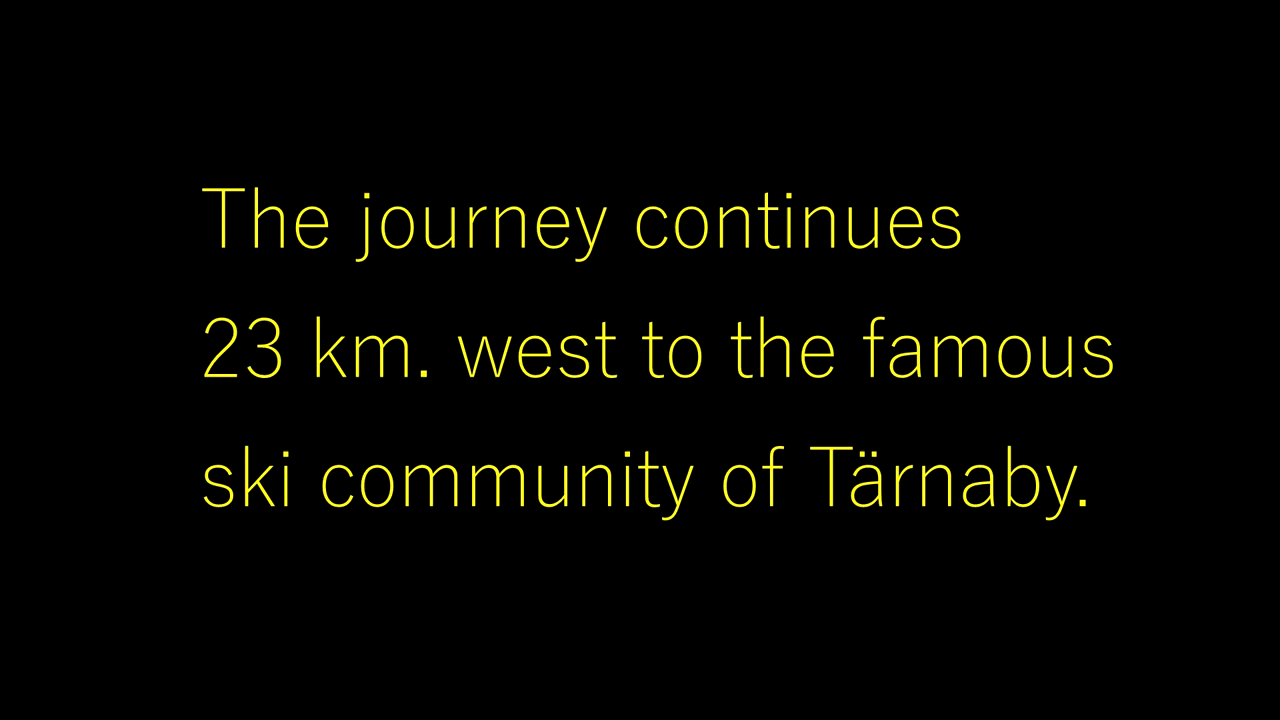 The journey continues
23 km. west to the famous
ski community of Tärnaby.